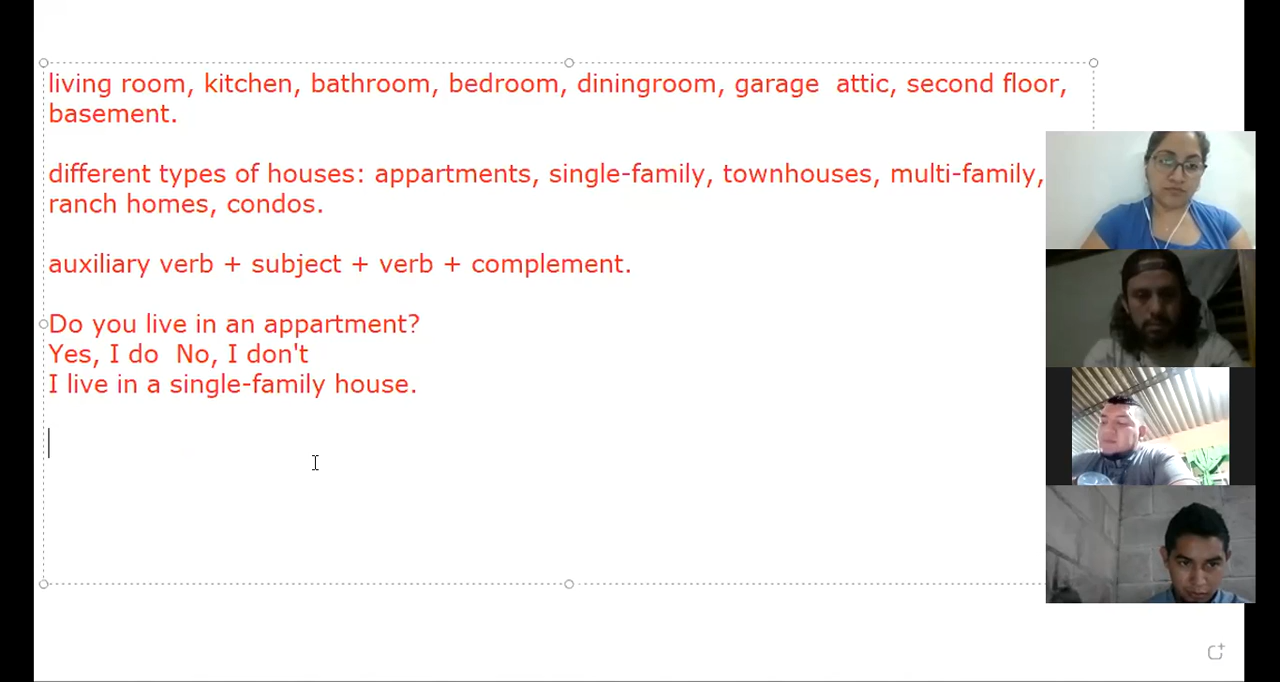 living room, kitchen, bathroom, bedroom, diningroom, garage  attic, second floor,
basement.
different types of houses: appartments, single-family, townhouses, multi-family,
ranch homes, condos.
auxiliary verb + subject + verb + complement.
Do you live in an appartment?
Yes, I do  No, I don't
I live in a single-family house.